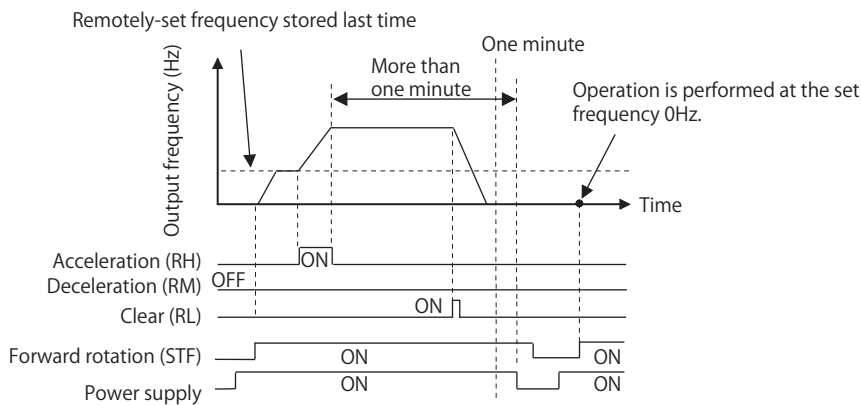 Remotely-set frequency stored last time
One minute
More than
one minute
Operation is performed at the set
frequency 0Hz.
Output frequency (Hz)
Time
Acceleration (RH)
ON
Deceleration (RM)
OFF
Clear (RL)
ON
Forward rotation (STF)
ON
ON
Power supply
ON
ON